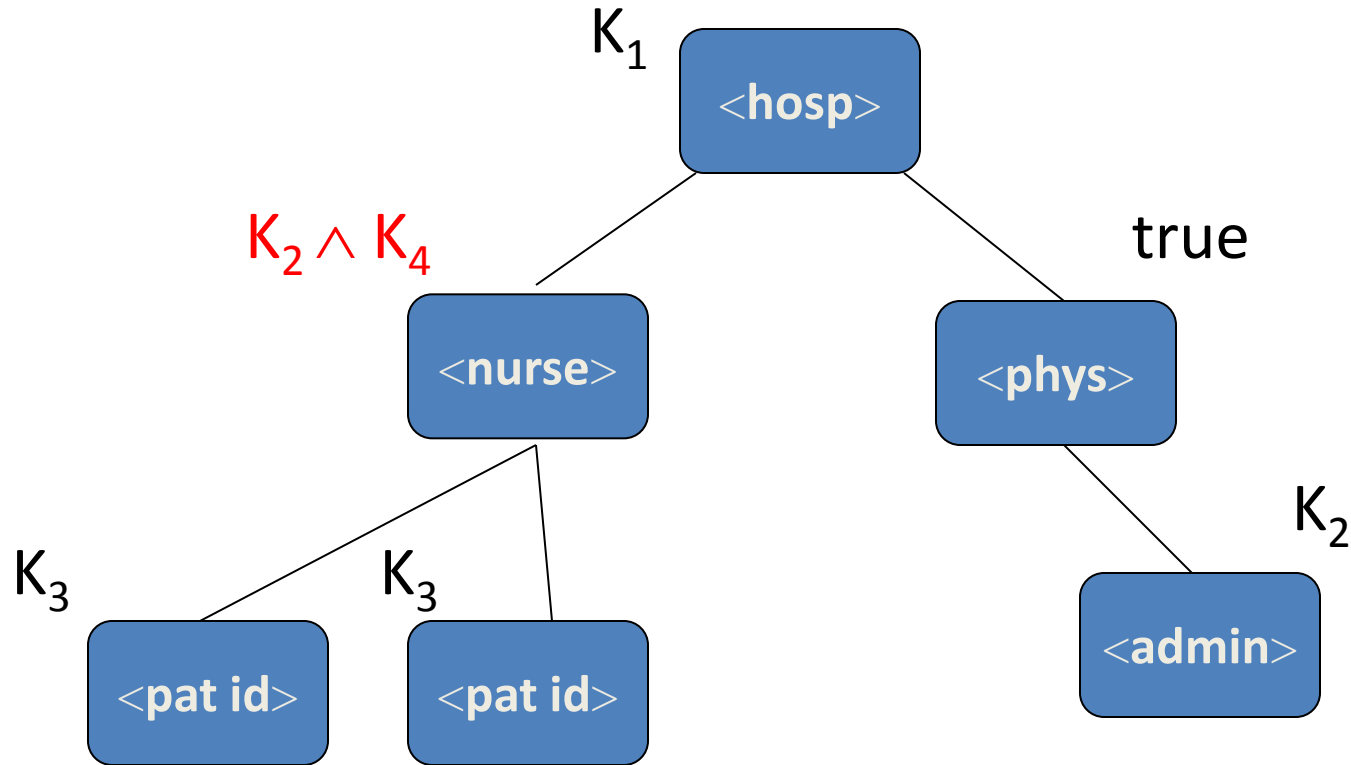 K₁
<hosp>
K₂ ∧ K₄
true
<nurse>
<phys>
K₂
K₃
K₃
<admin>
<pat id>
<pat id>